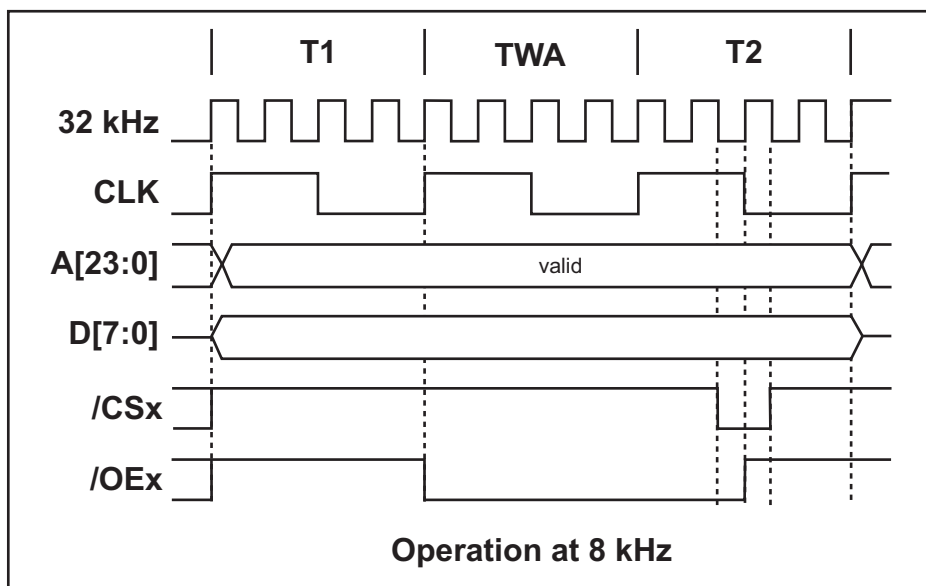 T1 TWA T2
32 kHz
CLK
A[23:0] valid
D[7:0]
/CSx
/OEx
Operation at 8 kHz